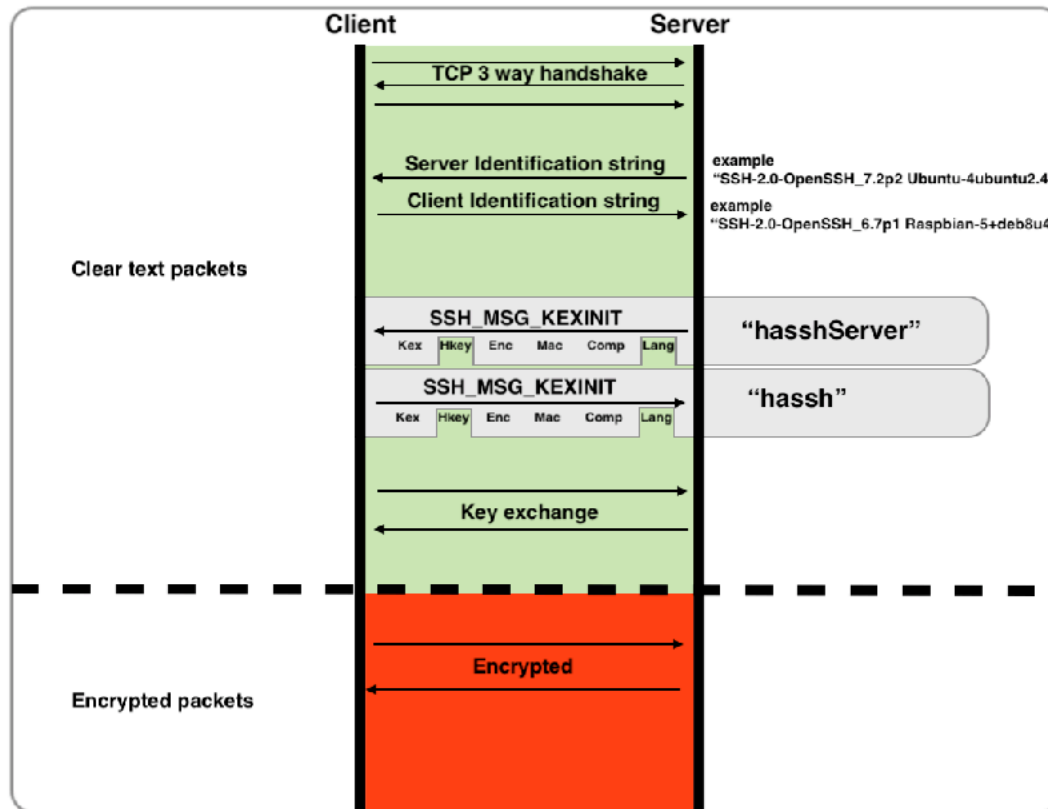 Client
Server
TCP 3 way handshake
Server Identification string
example
“SSH-2.0-OpenSSH_7.2p2 Ubuntu-4ubuntu2.4
Client Identification string
example
“SSH-2.0-OpenSSH_6.7p1 Raspbian-5+deb8u4
Clear text packets
SSH_MSG_KEXINIT
“hasshServer”
Kex Hkey Enc Mac Comp Lang
SSH_MSG_KEXINIT
“hassh”
Kex Hkey Enc Mac Comp Lang
Key exchange
Encrypted
Encrypted packets